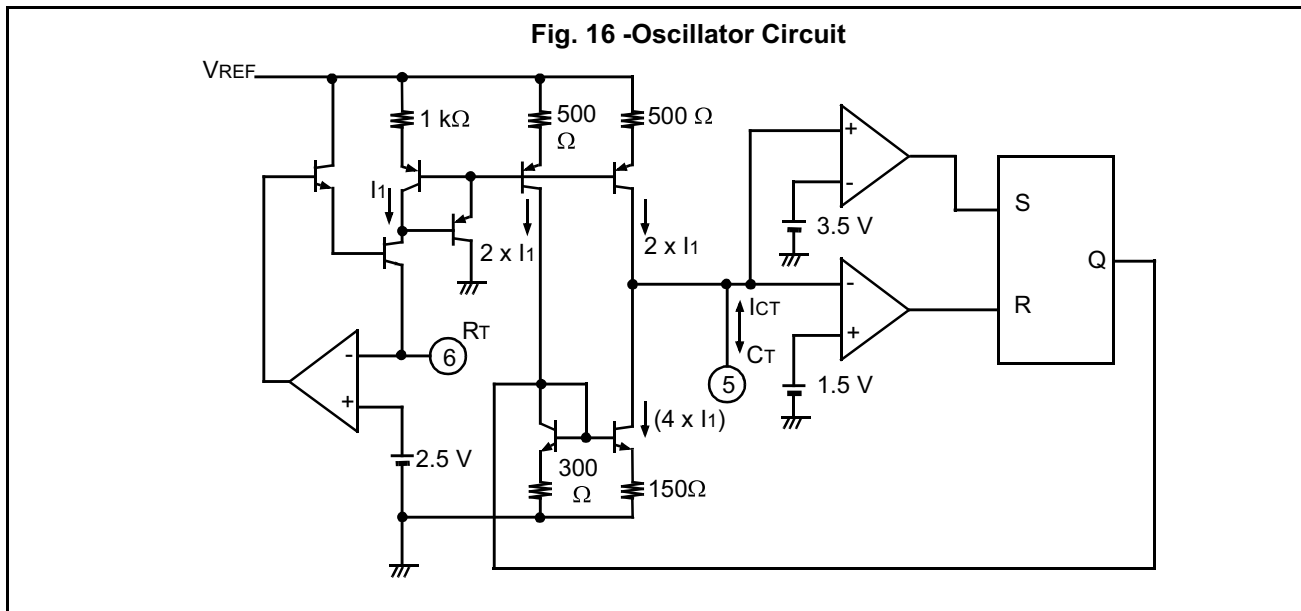 Fig. 16 -Oscillator Circuit
VREF
1 kΩ
500
Ω
500 Ω
I1
2 x I1
2 x I1
+
-
3.5 V
S
R
Q
-
+
1.5 V
ICT
CT
5
RT
6
-
+
2.5 V
(4 x I1)
300
Ω
150Ω